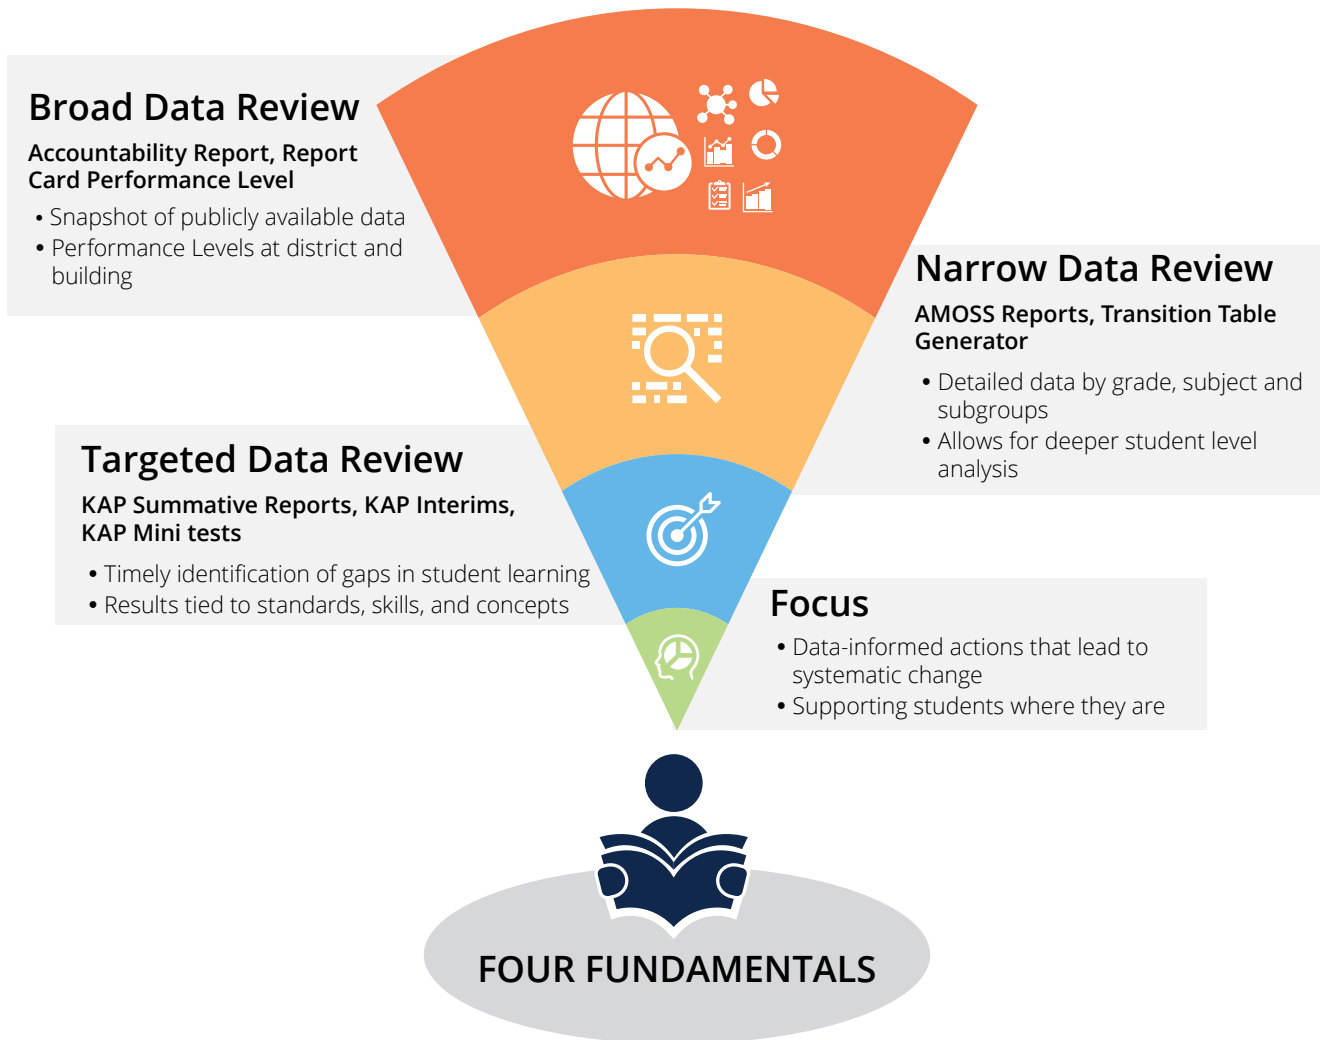 Broad Data Review
Accountability Report, Report
Card Performance Level
• Snapshot of publicly available data
• Performance Levels at district and
building
Narrow Data Review
AMOSS Reports, Transition Table
Generator
• Detailed data by grade, subject and
subgroups
• Allows for deeper student level
analysis
Targeted Data Review
KAP Summative Reports, KAP Interims,
KAP Mini tests
• Timely identification of gaps in student learning
• Results tied to standards, skills, and concepts
Focus
• Data-informed actions that lead to
systematic change
• Supporting students where they are
FOUR FUNDAMENTALS